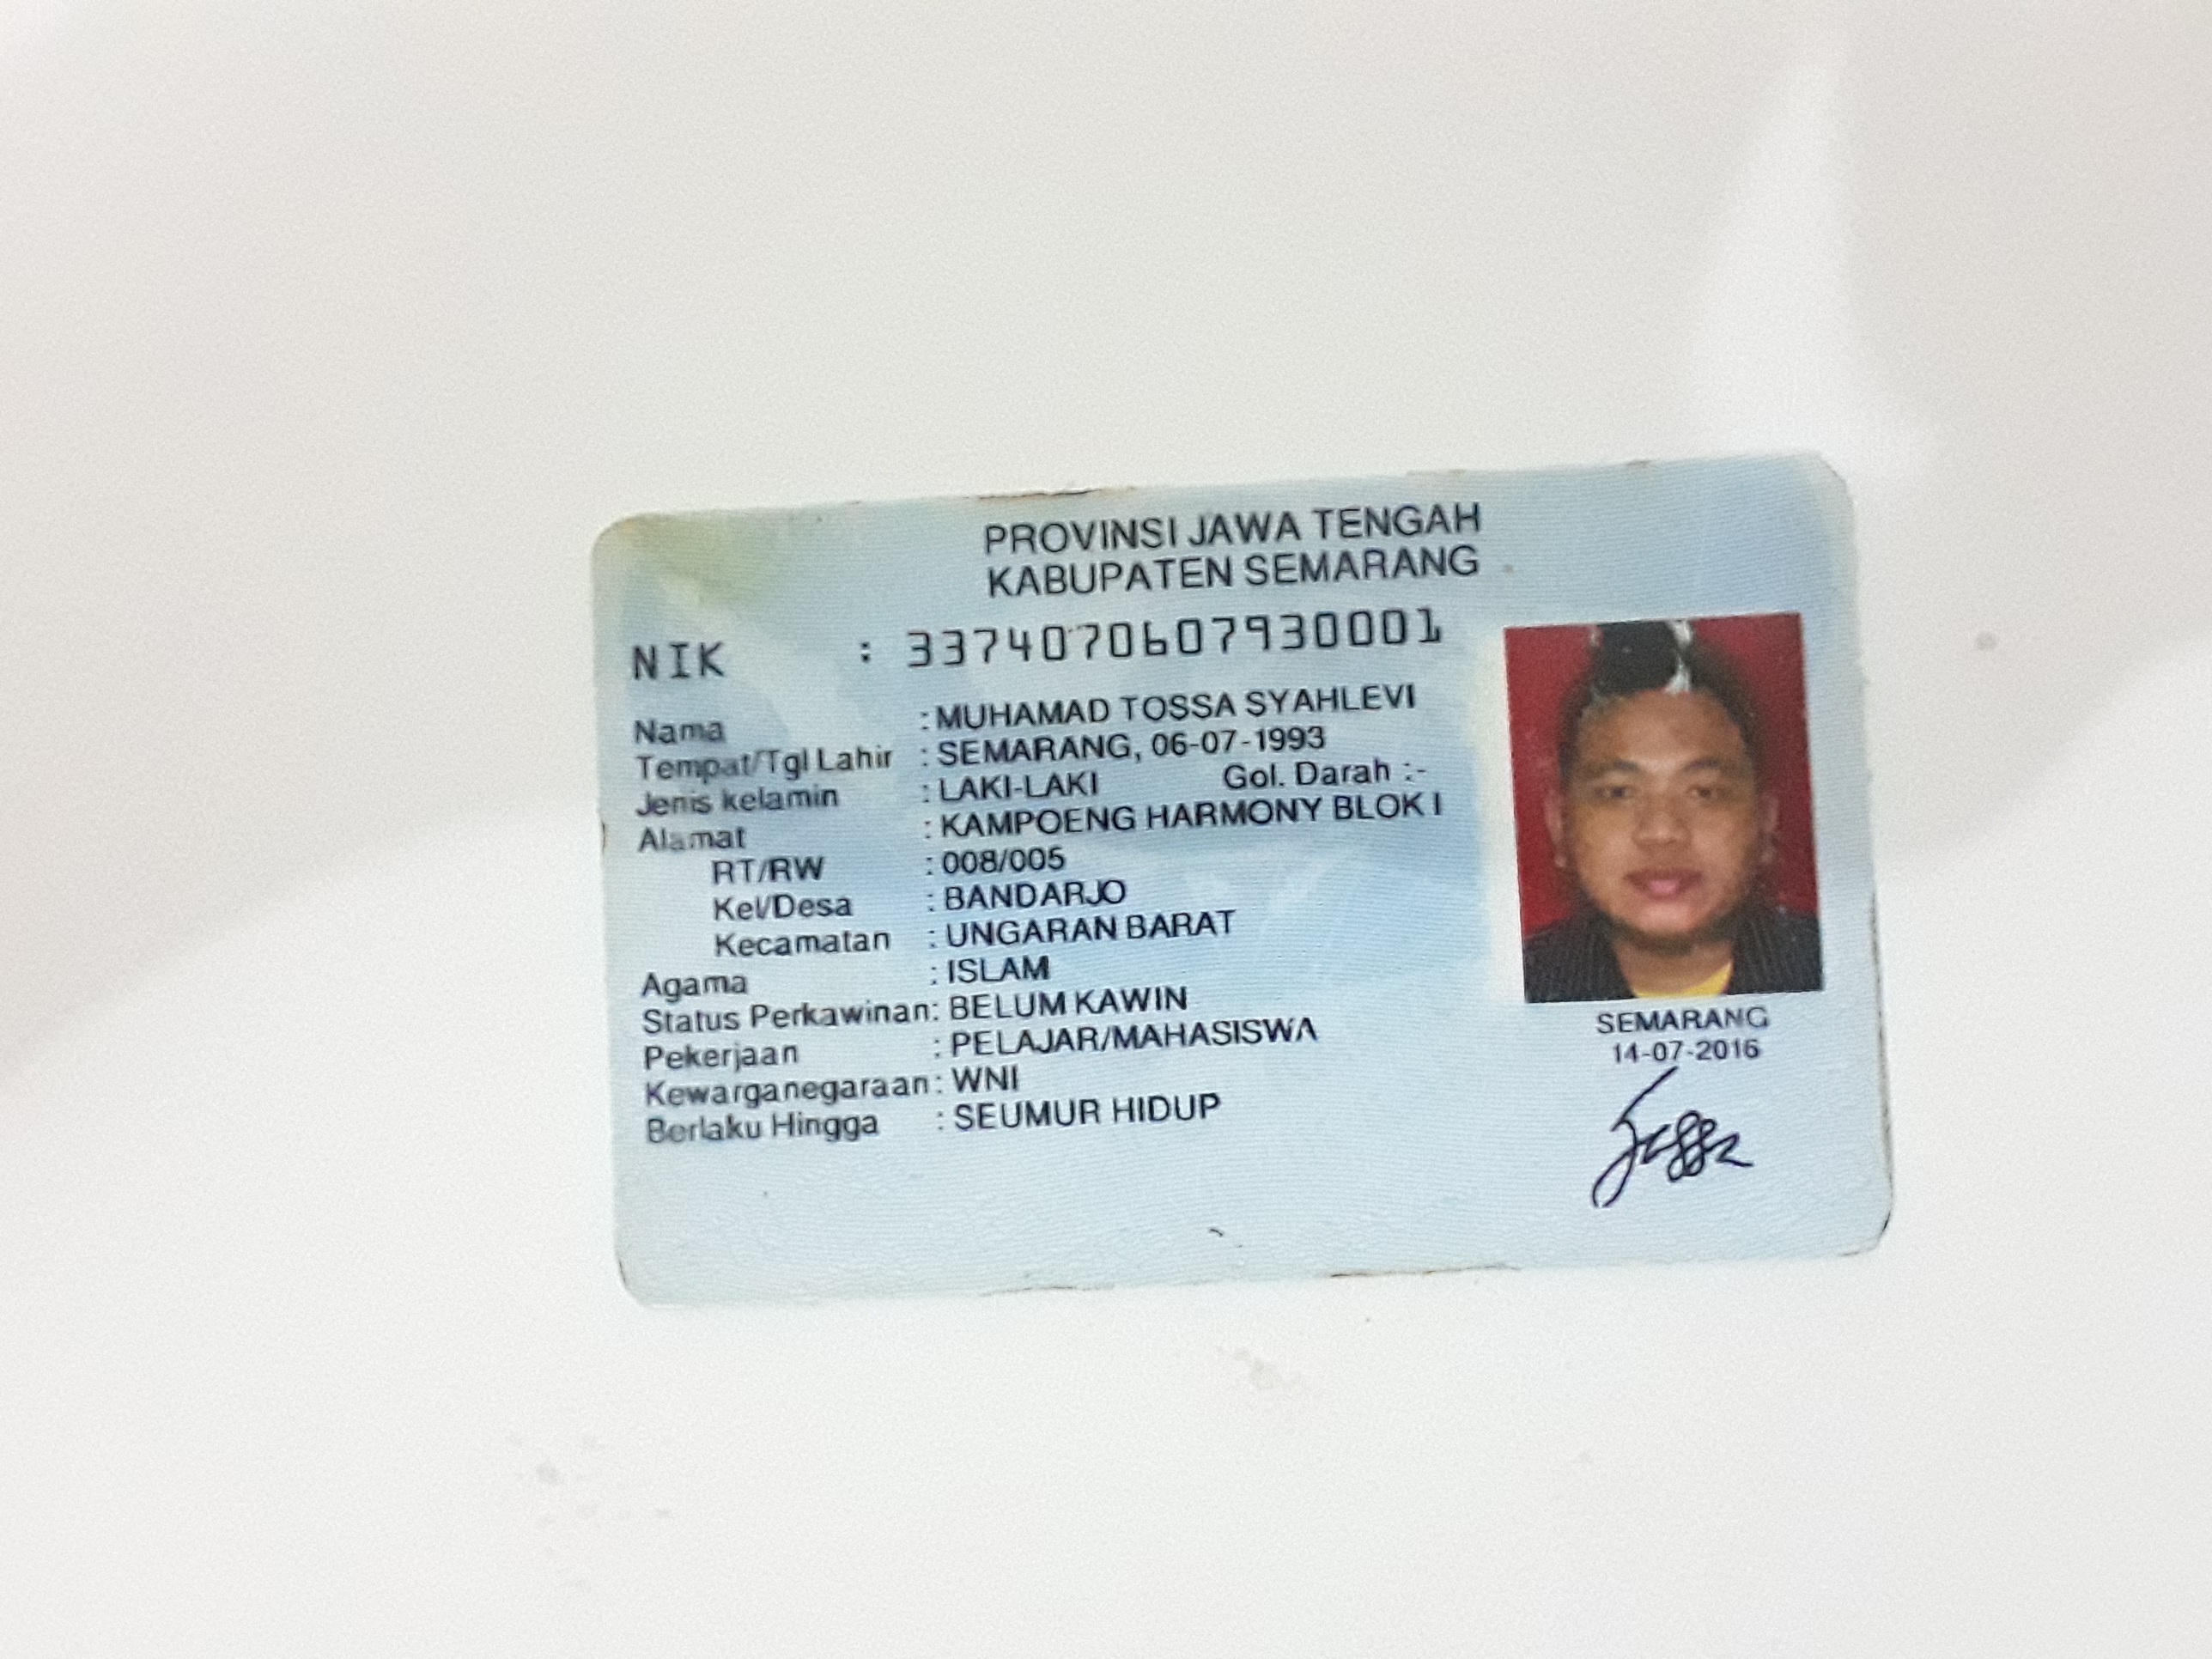 PROVINSI JAWA TENGAH
KABUPATEN SEMARANG
NIK : 3374070607930001
Nama : MUHAMAD TOSSA SYAHLEVI
Tempat/Tgl Lahir : SEMARANG, 06-07-1993
Jenis kelamin : LAKI-LAKI Gol. Darah : -
Alamat : KAMPOENG HARMONY BLOK I
RT/RW : 008/005
Kel/Desa : BANDARJO
Kecamatan : UNGARAN BARAT
Agama : ISLAM
Status Perkawinan: BELUM KAWIN
Pekerjaan : PELAJAR/MAHASISWA
Kewarganegaraan: WNI
Berlaku Hingga : SEUMUR HIDUP
SEMARANG
14-07-2016